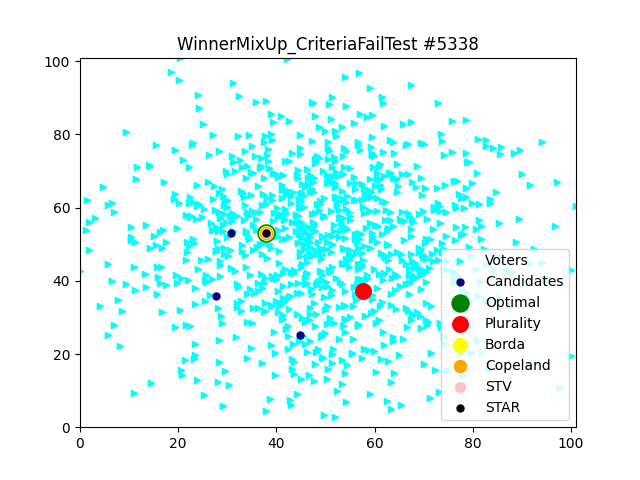 WinnerMixUp_CriteriaFailTest #5338
100
80
60
40
20
0
0 20 40 60 80 100
Voters
Candidates
Optimal
Plurality
Borda
Copeland
STV
STAR